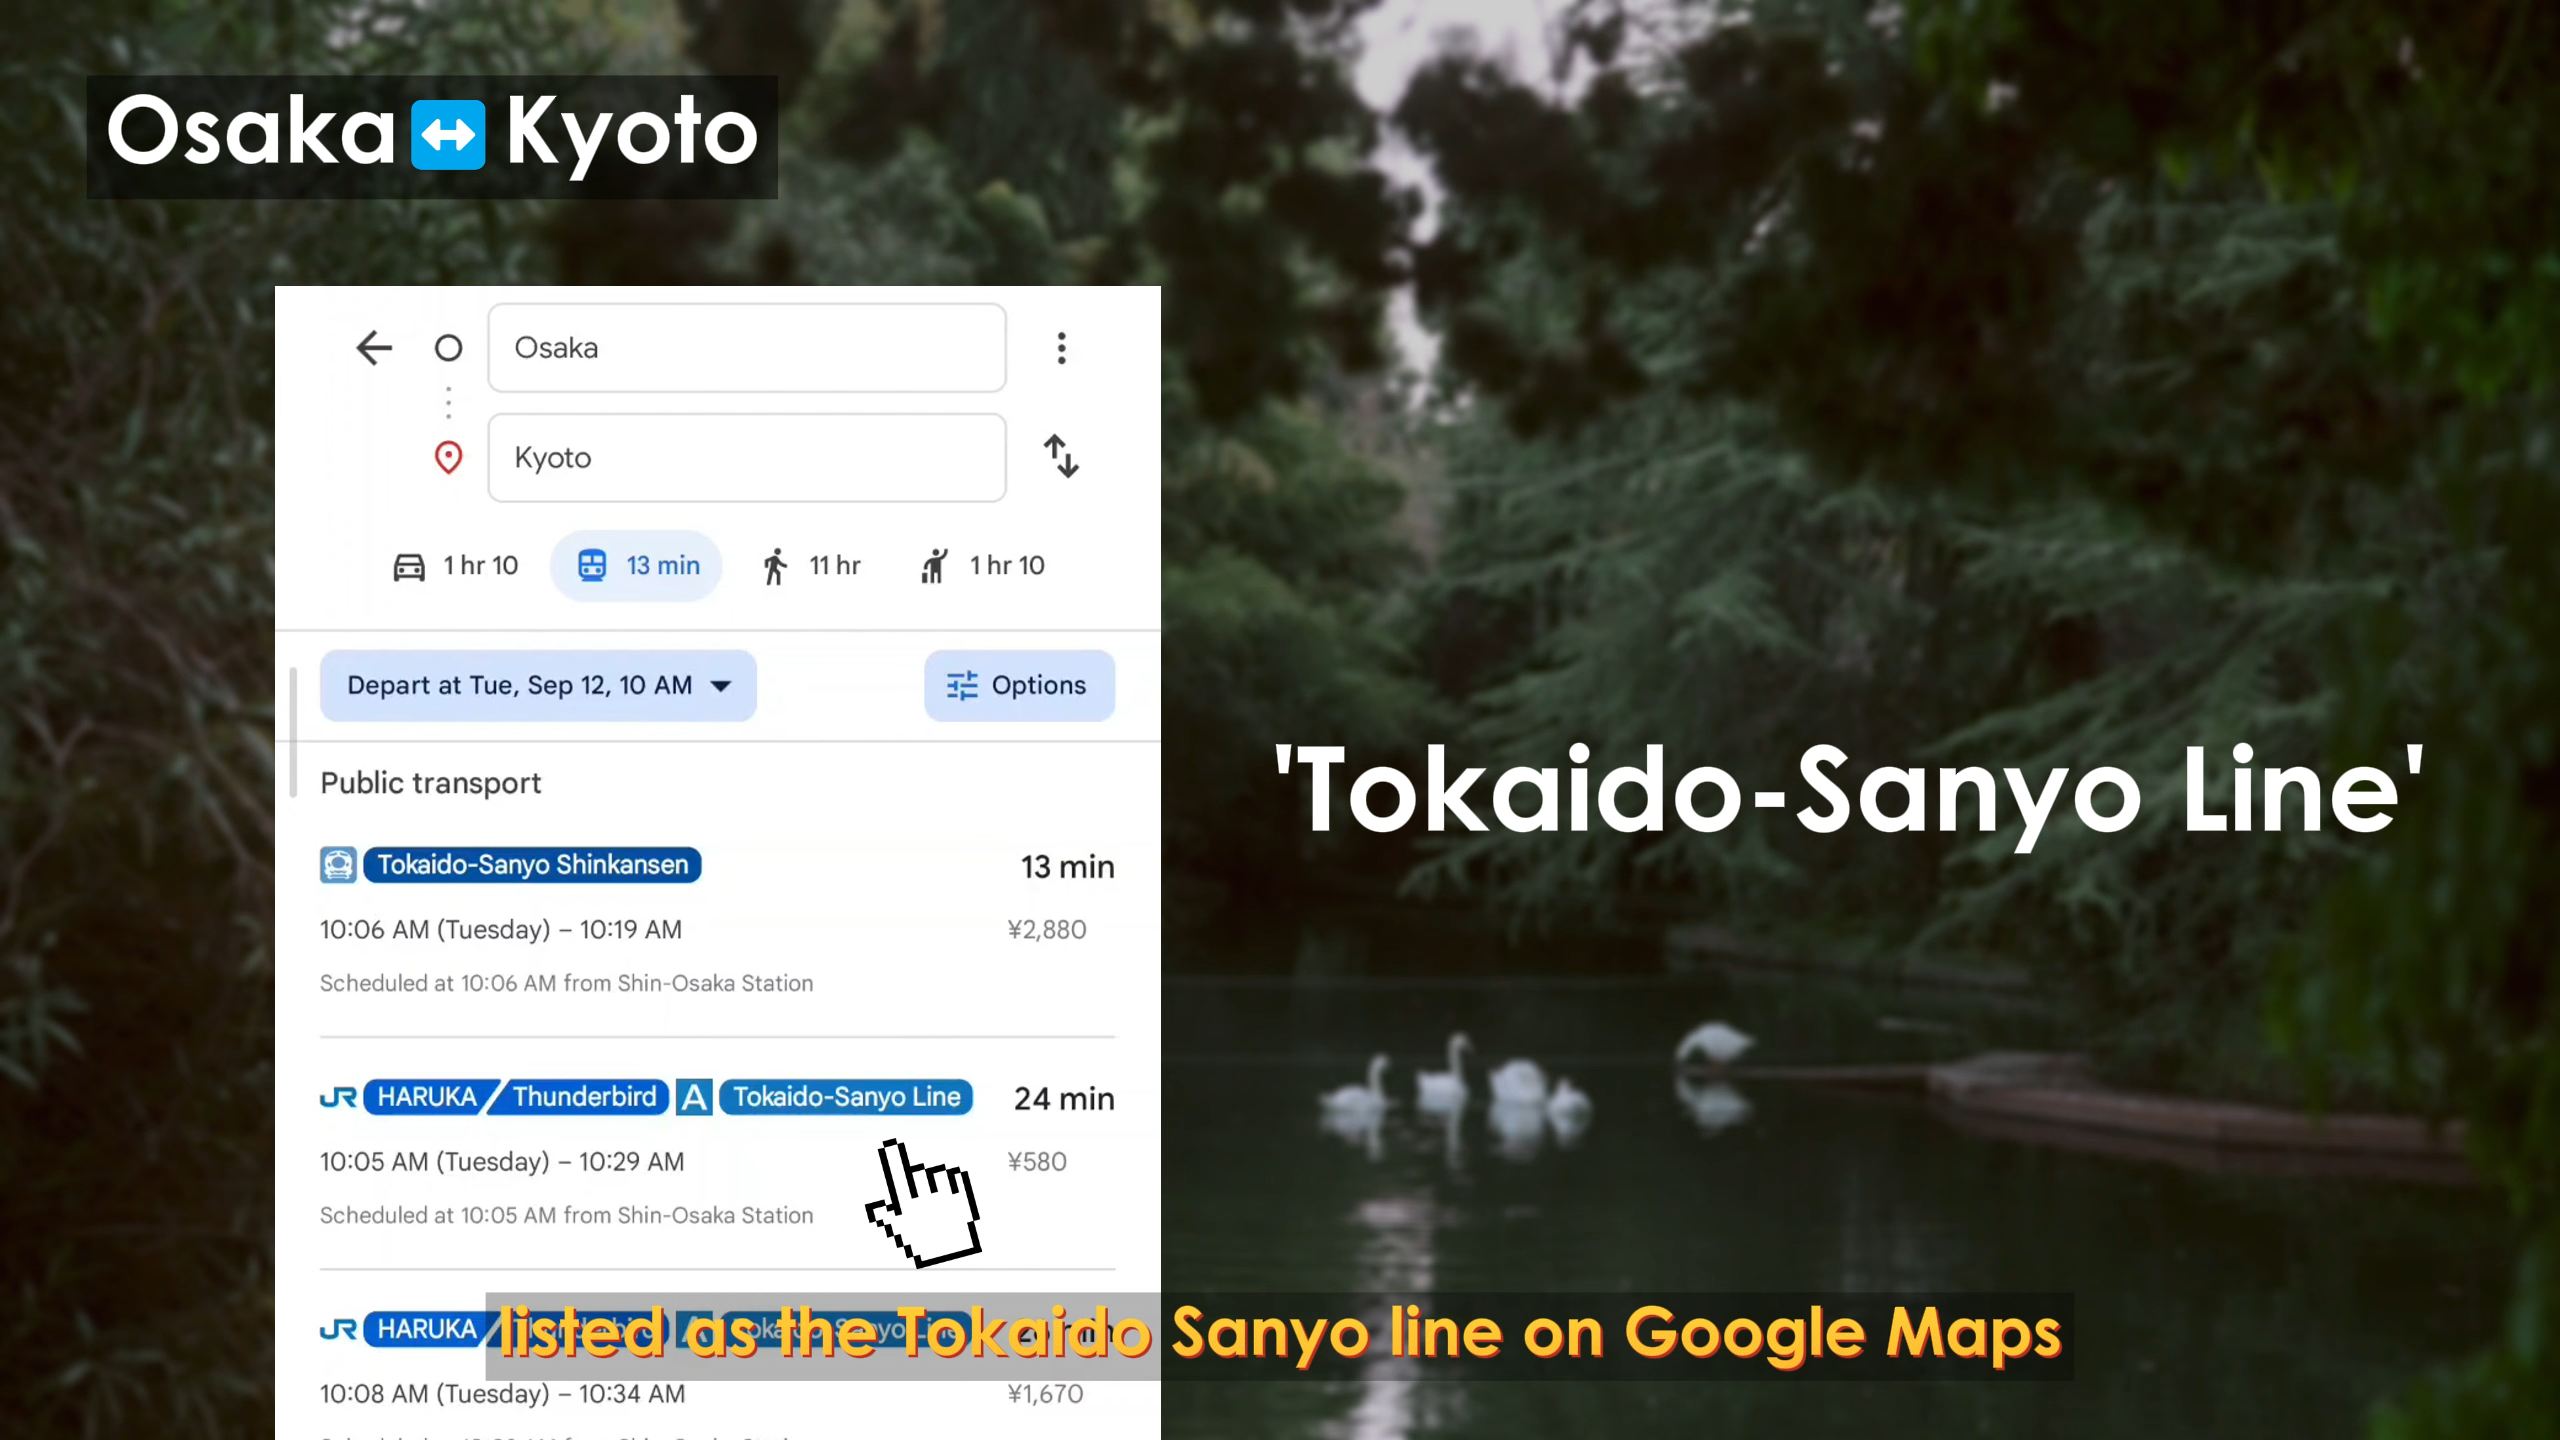 Osaka ↔ Kyoto
Osaka
Kyoto
1 hr 10
13 min
11 hr
1 hr 10
Depart at Tue, Sep 12, 10 AM
Options
Public transport
Tokaido-Sanyo Shinkansen
13 min
10:06 AM (Tuesday) – 10:19 AM
¥2,880
Scheduled at 10:06 AM from Shin-Osaka Station
JR HARUKA / Thunderbird A Tokaido-Sanyo Line
24 min
10:05 AM (Tuesday) – 10:29 AM
¥580
Scheduled at 10:05 AM from Shin-Osaka Station
JR HARUKA
10:08 AM (Tuesday) – 10:34 AM
¥1,670
'Tokaido-Sanyo Line'
listed as the Tokaido Sanyo line on Google Maps